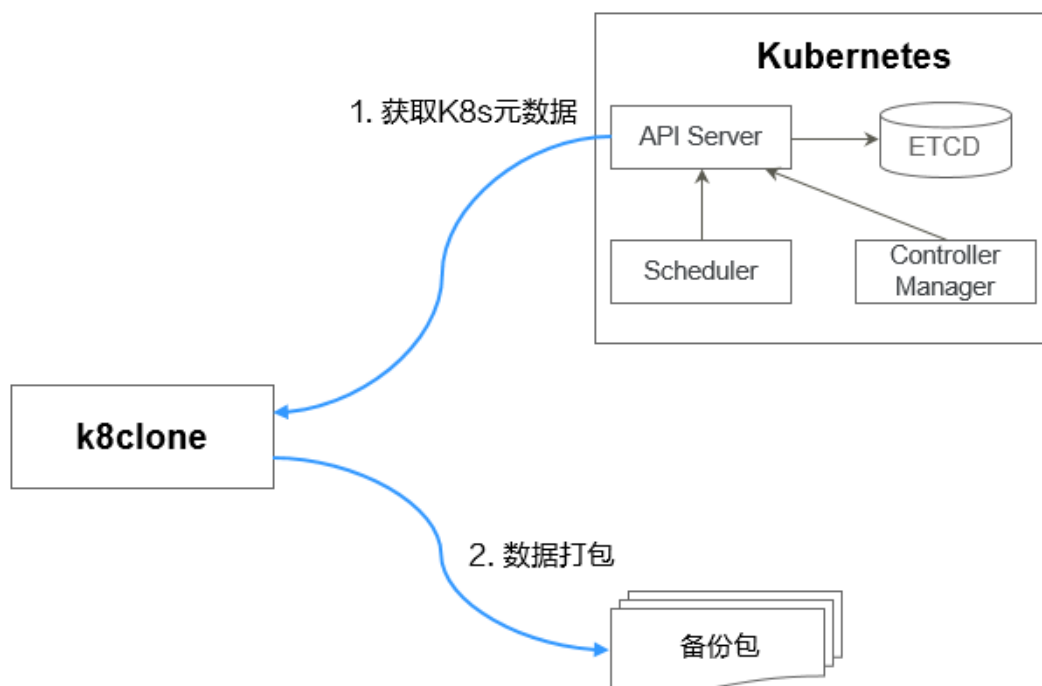 Kubernetes
1. 获取K8s元数据
API Server
ETCD
Scheduler
Controller
Manager
k8clone
2. 数据打包
备份包